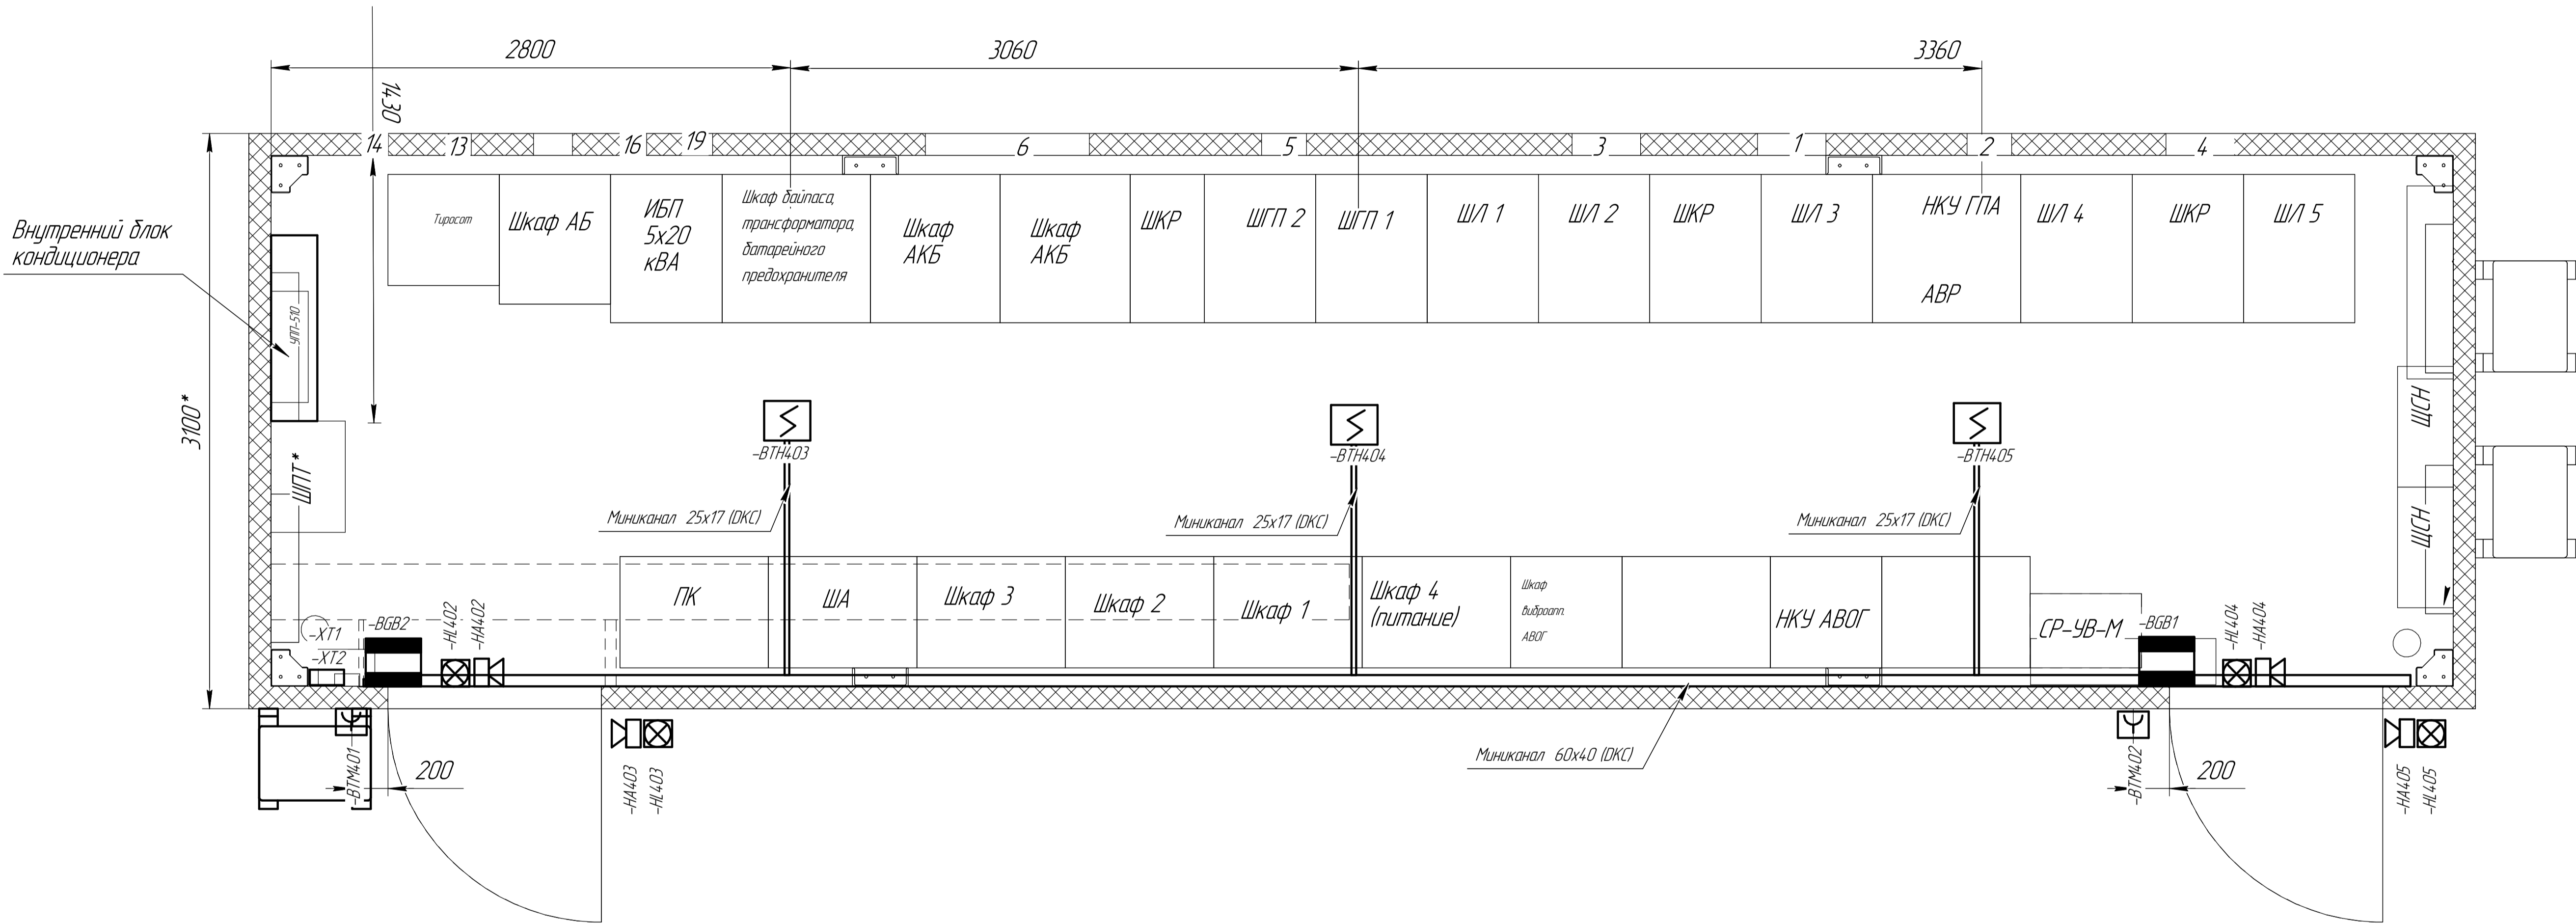 2800
3060
3360
1430
14
13
16
19
6
5
3
1
2
4
Внутренний блок
кондиционера
3100*
УПП-510
ШПТ*
Тиросот
Шкаф АБ
ИБП
5х20
кВА
Шкаф байпаса,
трансформатора,
батарейного
предохранителя
Шкаф
АКБ
Шкаф
АКБ
ШКР
ШГП 2
ШГП 1
ШЛ 1
ШЛ 2
ШКР
ШЛ 3
НКУ ГПА
АВР
ШЛ 4
ШКР
ШЛ 5
ЩСН
ЩСН
-BTH403
-BTH404
-BTH405
Миниканал 25х17 (DKC)
Миниканал 25х17 (DKC)
Миниканал 25х17 (DKC)
ПК
ША
Шкаф 3
Шкаф 2
Шкаф 1
Шкаф 4
(питание)
Шкаф
виброапп.
АВОГ
НКУ АВОГ
СР-УВ-М
-XT1
-XT2
-BGB2
-HL402
-HA402
-BGB1
-HL404
-HA404
-BTM401
200
-HA403
-HL403
Миниканал 60х40 (DKC)
-BTM402
200
-HA405
-HL405